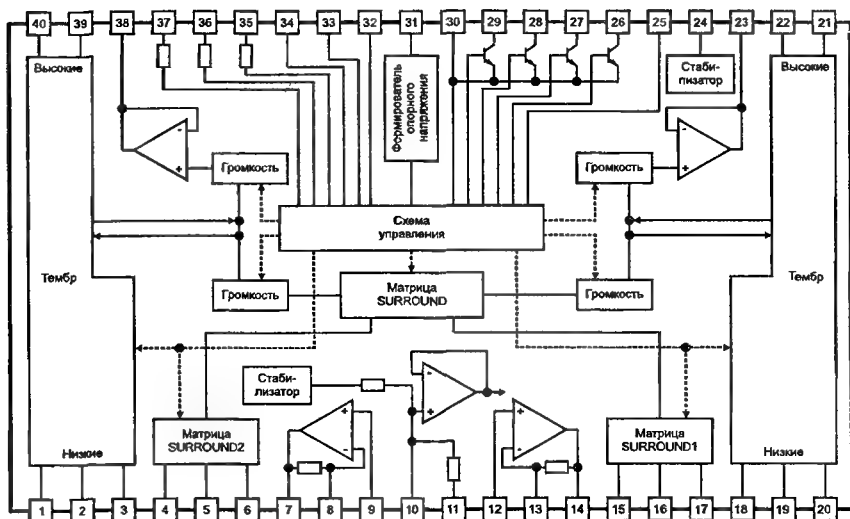 40 39 38 37 36 35 34 33 32 31 30 29 28 27 26 25 24 23 22 21
Высокие
Формирователь
опорного
напряжения
Стаби-
лизатор
Высокие
Громкость
Громкость
Схема
управления
Тембр
Громкость
Матрица
SURROUND
Громкость
Тембр
Стаби-
лизатор
Матрица
SURROUND2
Матрица
SURROUND1
Низкие
Низкие
1 2 3 4 5 6 7 8 9 10 11 12 13 14 15 16 17 18 19 20